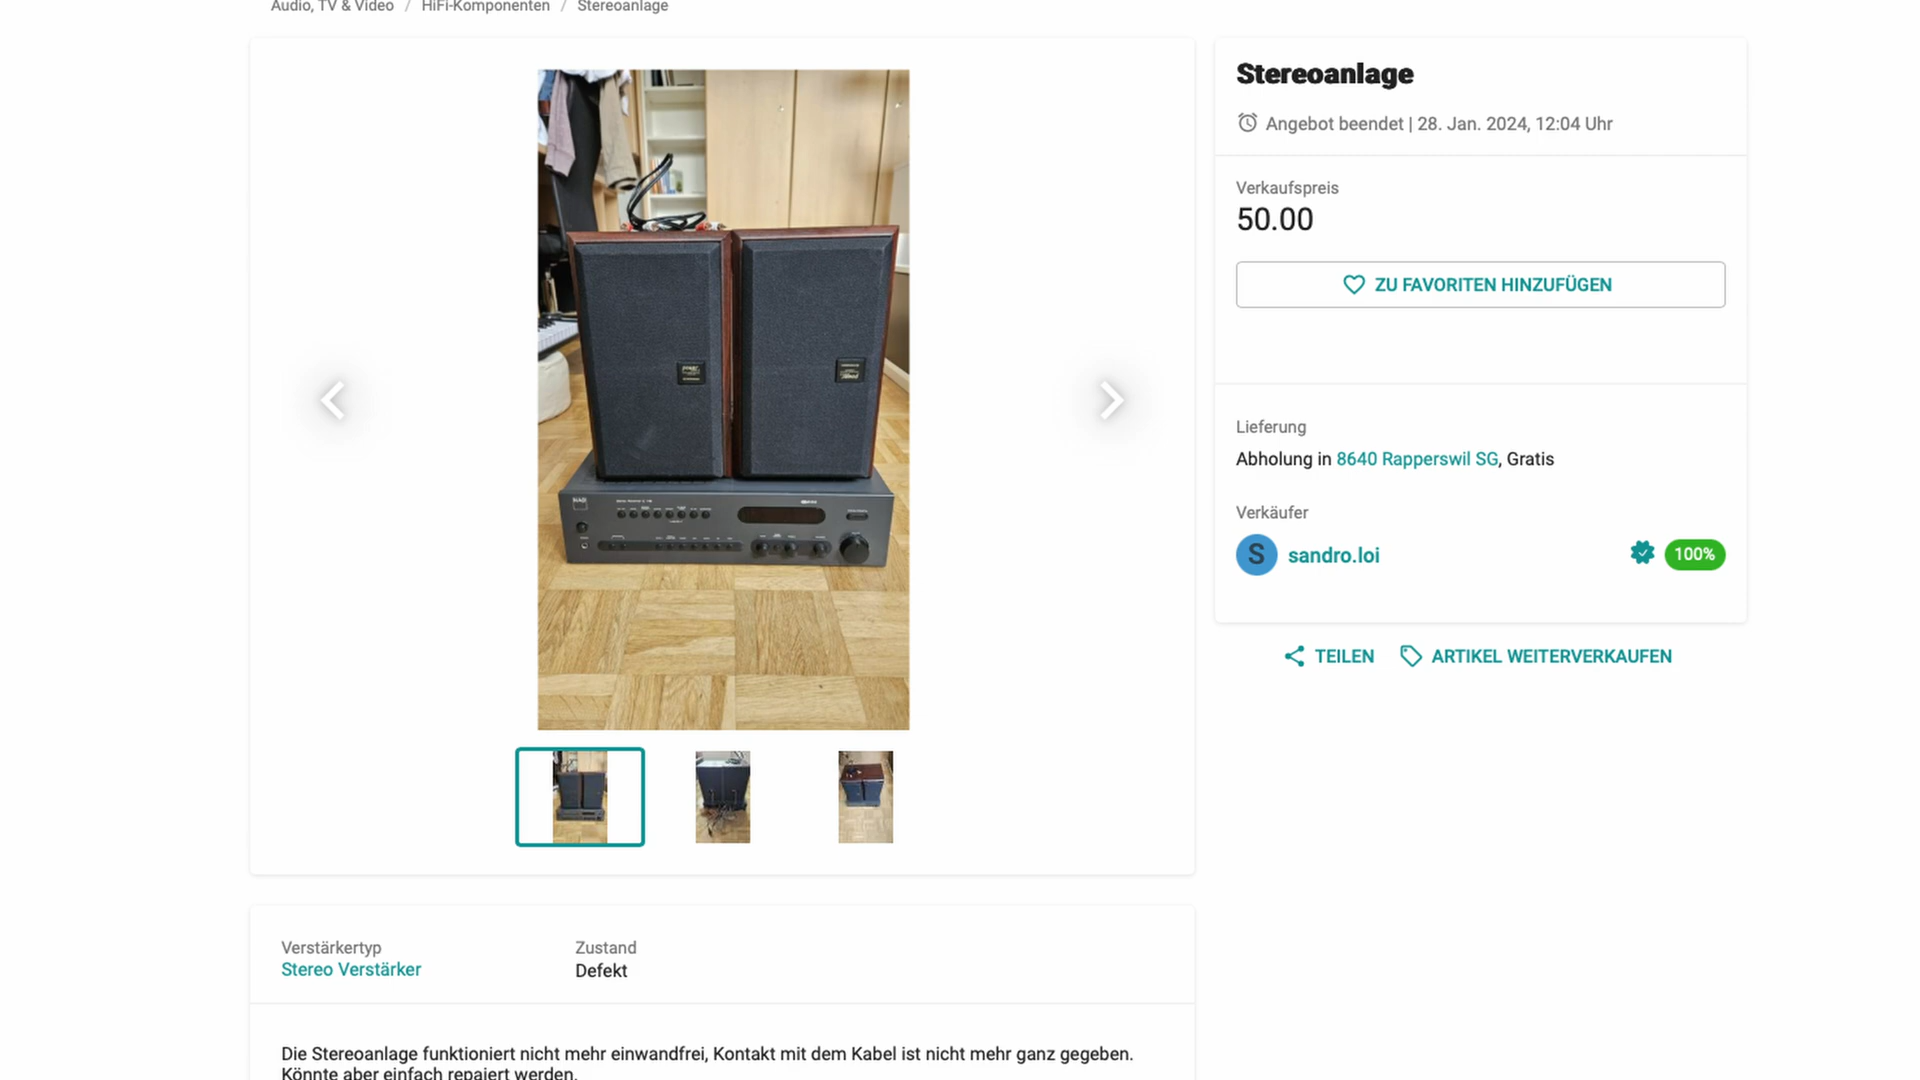 Audio, TV & Video / HiFi-Komponenten / Stereoanlage
Stereoanlage
Angebot beendet | 28. Jan. 2024, 12:04 Uhr
Verkaufspreis
50.00
ZU FAVORITEN HINZUFÜGEN
Lieferung
Abholung in 8640 Rapperswil SG, Gratis
Verkäufer
S sandro.loi 100%
TEILEN ARTIKEL WEITERVERKAUFEN
NAD
Verstärkertyp Zustand
Stereo Verstärker Defekt
Die Stereoanlage funktioniert nicht mehr einwandfrei, Kontakt mit dem Kabel ist nicht mehr ganz gegeben.
Könnte aber einfach repaiert werden.